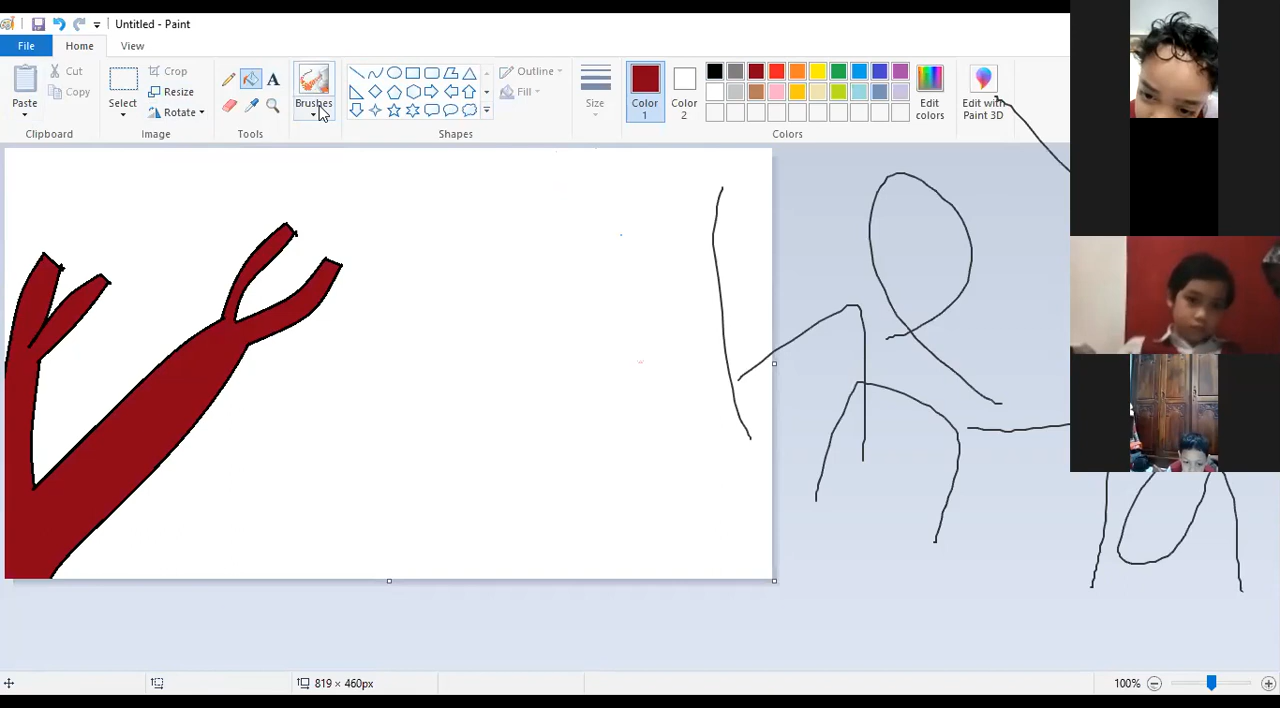 Untitled - Paint
File Home View
Paste
Cut
Copy
Clipboard
Select
Crop
Resize
Rotate
Image
A
Tools
Brushes
Shapes
Outline
Fill
Size
Color 1
Color 2
Edit colors
Colors
Edit with Paint 3D
819 × 460px
100%